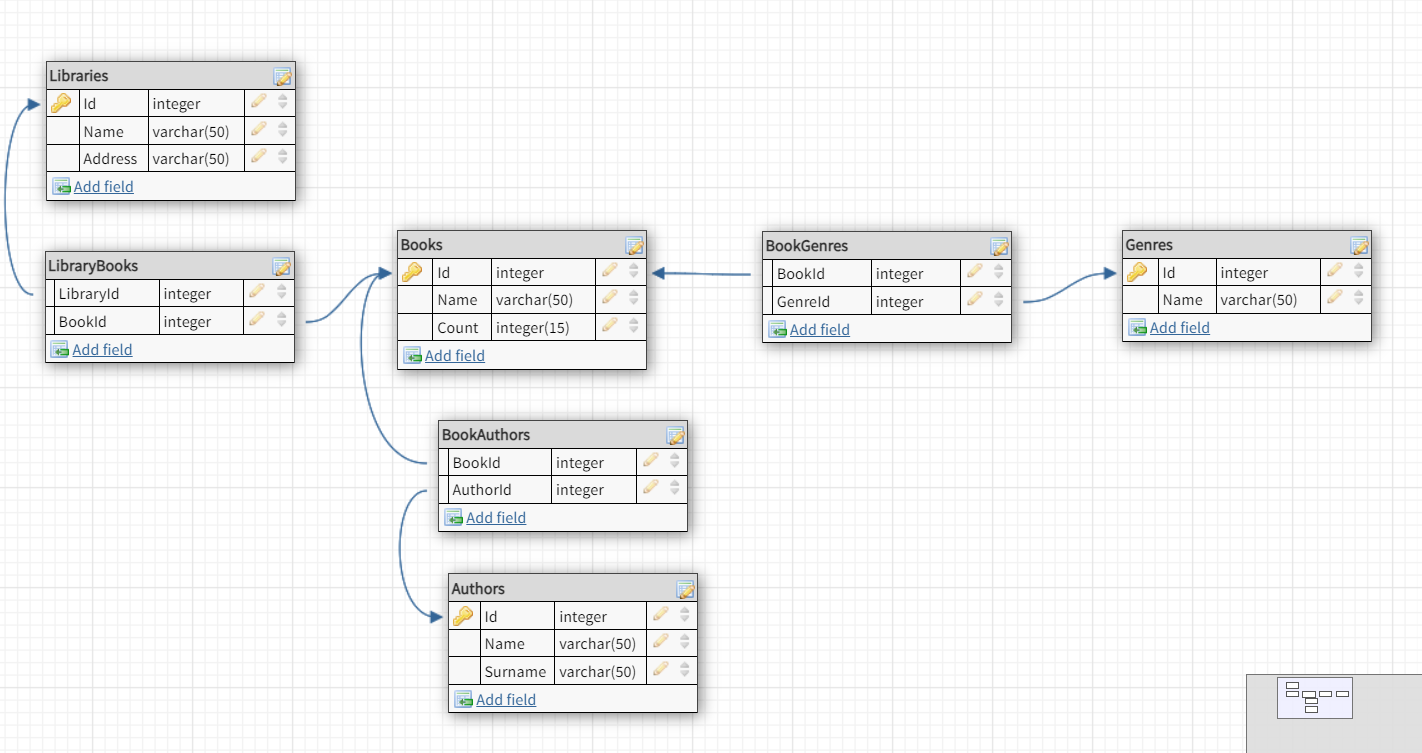 Libraries
Id integer
Name varchar(50)
Address varchar(50)
Add field
LibraryBooks
LibraryId integer
BookId integer
Add field
Books
Id integer
Name varchar(50)
Count integer(15)
Add field
BookGenres
BookId integer
GenreId integer
Add field
Genres
Id integer
Name varchar(50)
Add field
BookAuthors
BookId integer
AuthorId integer
Add field
Authors
Id integer
Name varchar(50)
Surname varchar(50)
Add field